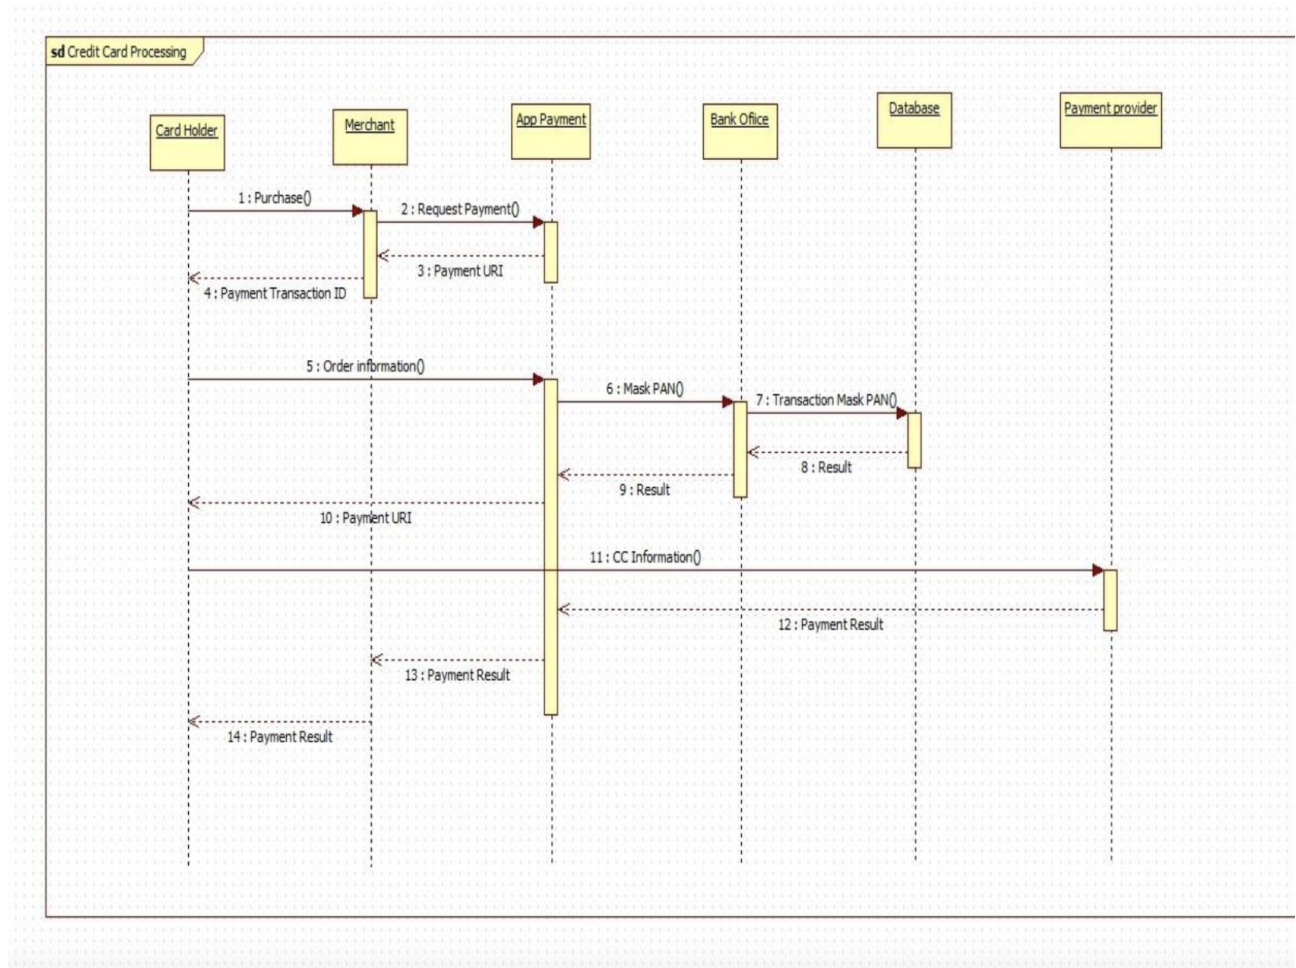 sd Credit Card Processing
Card Holder
Merchant
App Payment
Bank Ofiice
Database
Payment provider
1 : Purchase()
2 : Request Payment()
3 : Payment URI
4 : Payment Transaction ID
5 : Order information()
6 : Mask PAN()
7 : Transaction Mask PAN()
8 : Result
9 : Result
10 : Payment URI
11 : CC Information()
12 : Payment Result
13 : Payment Result
14 : Payment Result